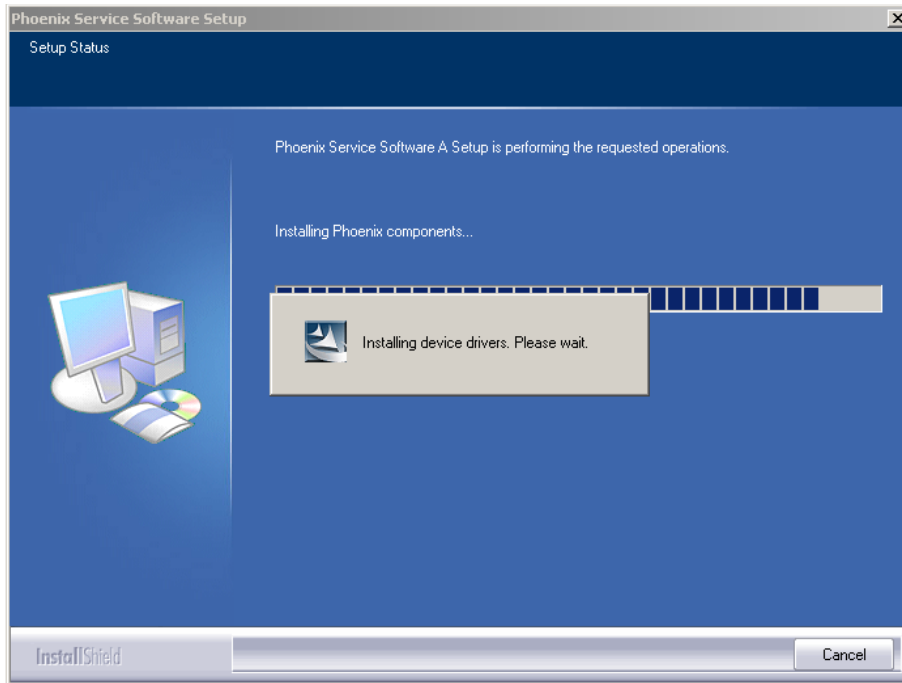 Phoenix Service Software Setup
Setup Status
Phoenix Service Software A Setup is performing the requested operations.
Installing Phoenix components...
Installing device drivers. Please wait.
InstallShield
Cancel